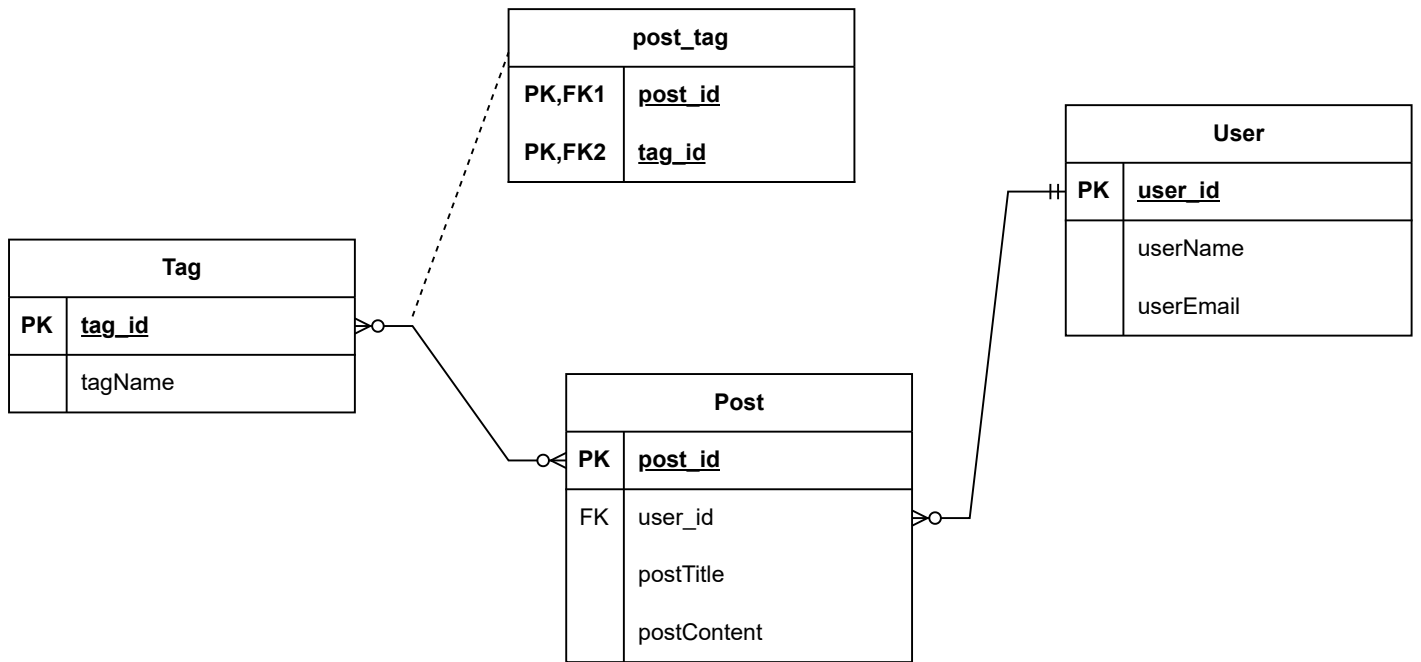 post_tag
PK,FK1 post_id
PK,FK2 tag_id
User
PK user_id
userName
userEmail
Tag
PK tag_id
tagName
Post
PK post_id
FK user_id
postTitle
postContent